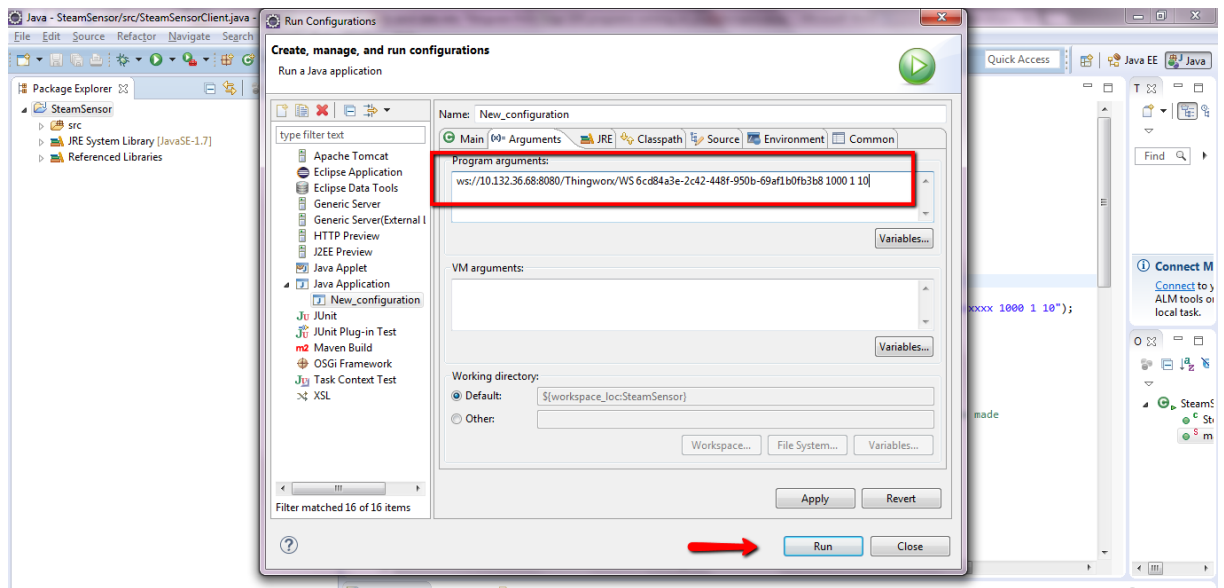 Java - SteamSensor/src/SteamSensorClient.java -
File Edit Source Refactor Navigate Search
Quick Access
Java EE
Java
Package Explorer
SteamSensor
src
JRE System Library [JavaSE-1.7]
Referenced Libraries
Run Configurations
Create, manage, and run configurations
Run a Java application
type filter text
Apache Tomcat
Eclipse Application
Eclipse Data Tools
Generic Server
Generic Server(External l
HTTP Preview
J2EE Preview
Java Applet
Java Application
New_configuration
JUnit
JUnit Plug-in Test
Maven Build
OSGi Framework
Task Context Test
XSL
Filter matched 16 of 16 items
Name: New_configuration
Main Arguments JRE Classpath Source Environment Common
Program arguments:
ws://10.132.36.68:8080/Thingworx/WS 6cd84a3e-2c42-448f-950b-69af1b0fb3b8 1000 1 10
Variables...
VM arguments:
Variables...
Working directory:
Default: ${workspace_loc:SteamSensor}
Other:
Workspace... File System... Variables...
Apply Revert
Run Close
xxxx 1000 1 10");
made
Find
Connect M
Connect to y
ALM tools or
local task.
SteamS
St
m